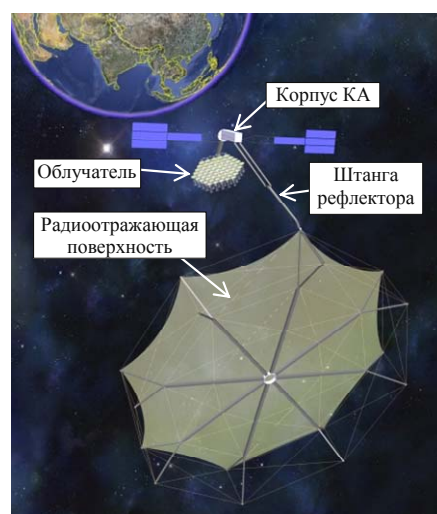 Корпус КА
Облучатель
Штанга
рефлектора
Радиоотражающая
поверхность